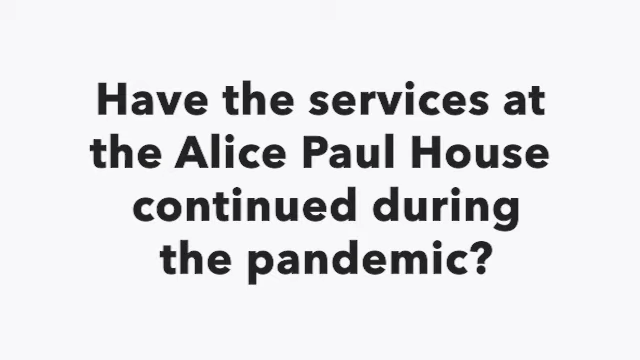 Have the services at
the Alice Paul House
continued during
the pandemic?